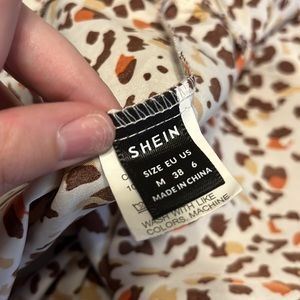 SHEIN
SIZE EU US
M 38 6
MADE IN CHINA
WASH WITH LIKE
COLORS, MACHINE